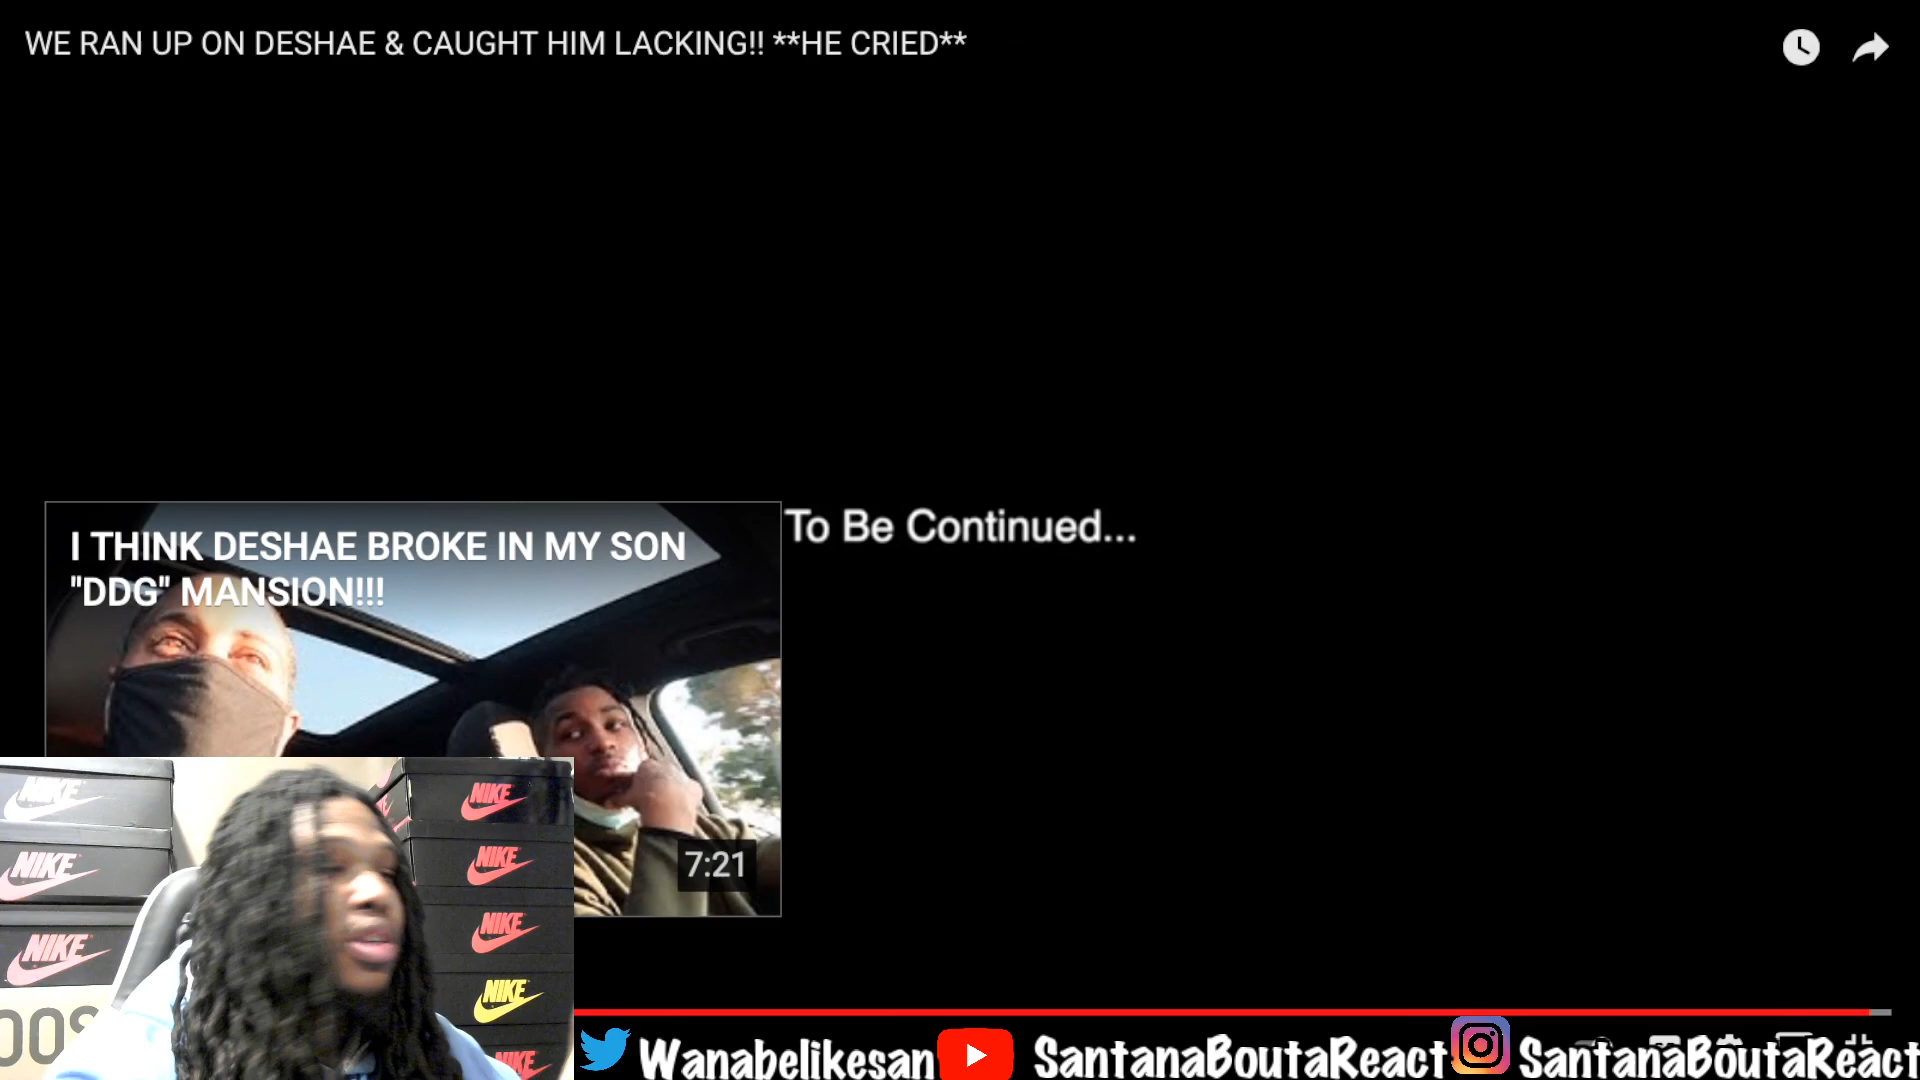 WE RAN UP ON DESHAE & CAUGHT HIM LACKING!! **HE CRIED**
To Be Continued...
I THINK DESHAE BROKE IN MY SON
"DDG" MANSION!!!
7:21
NIKE
NIKE
NIKE
NIKE
NIKE
NIKE
NIKE
NIKE
Wanabelikesan
SantanaBoutaReact
SantanaBoutaReact